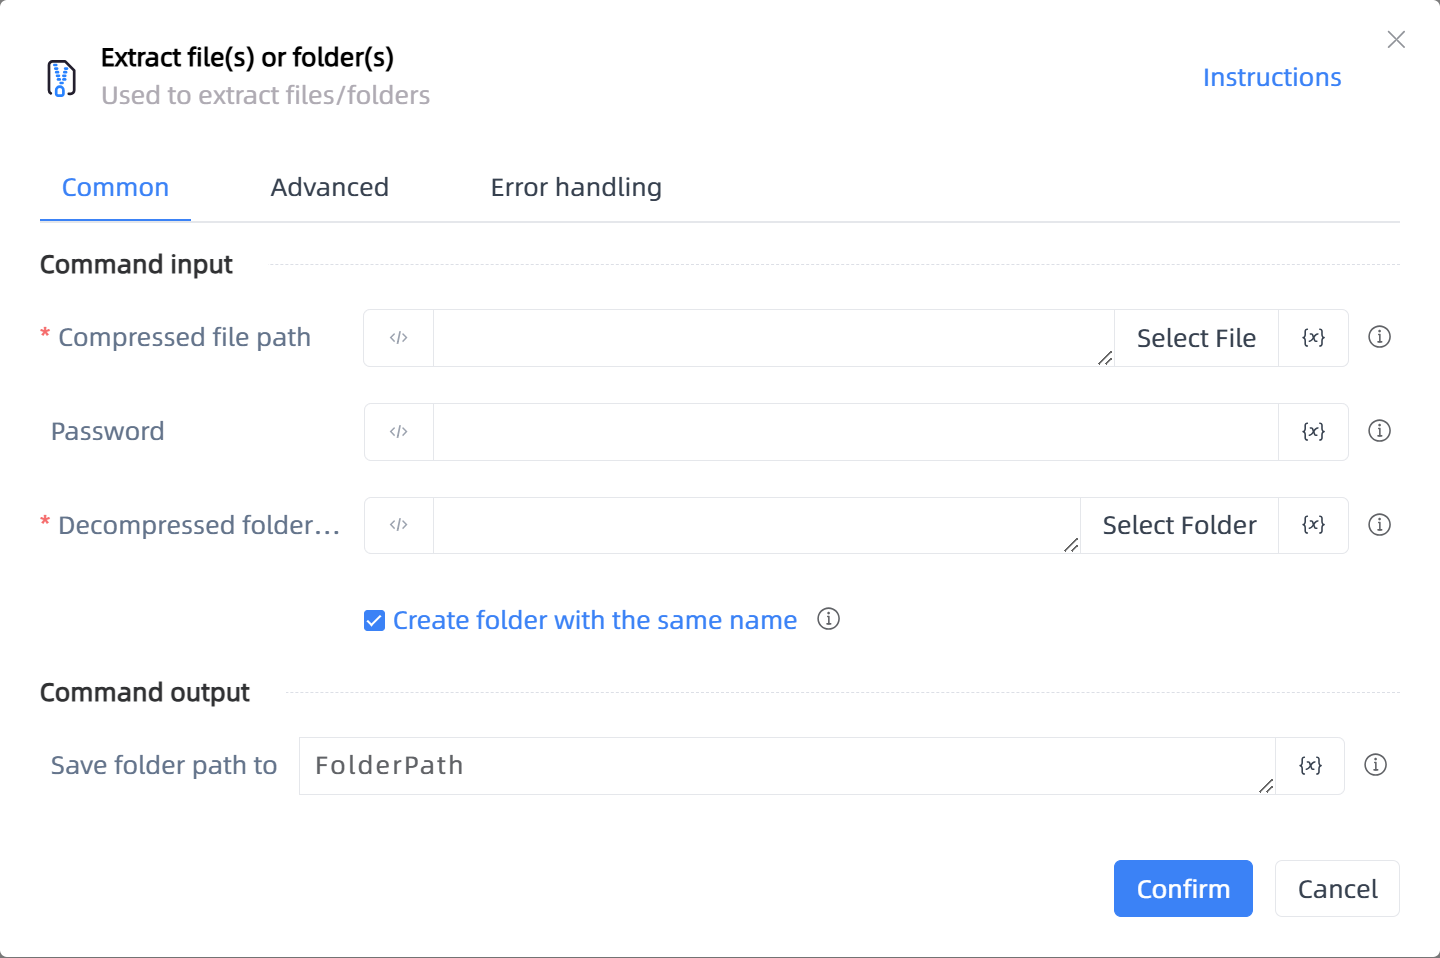 Extract file(s) or folder(s)
Used to extract files/folders
Instructions
Common Advanced Error handling
Command input
* Compressed file path </> Select File {x}
Password </> {x}
* Decompressed folder... </> Select Folder {x}
Create folder with the same name
Command output
Save folder path to FolderPath {x}
Confirm Cancel